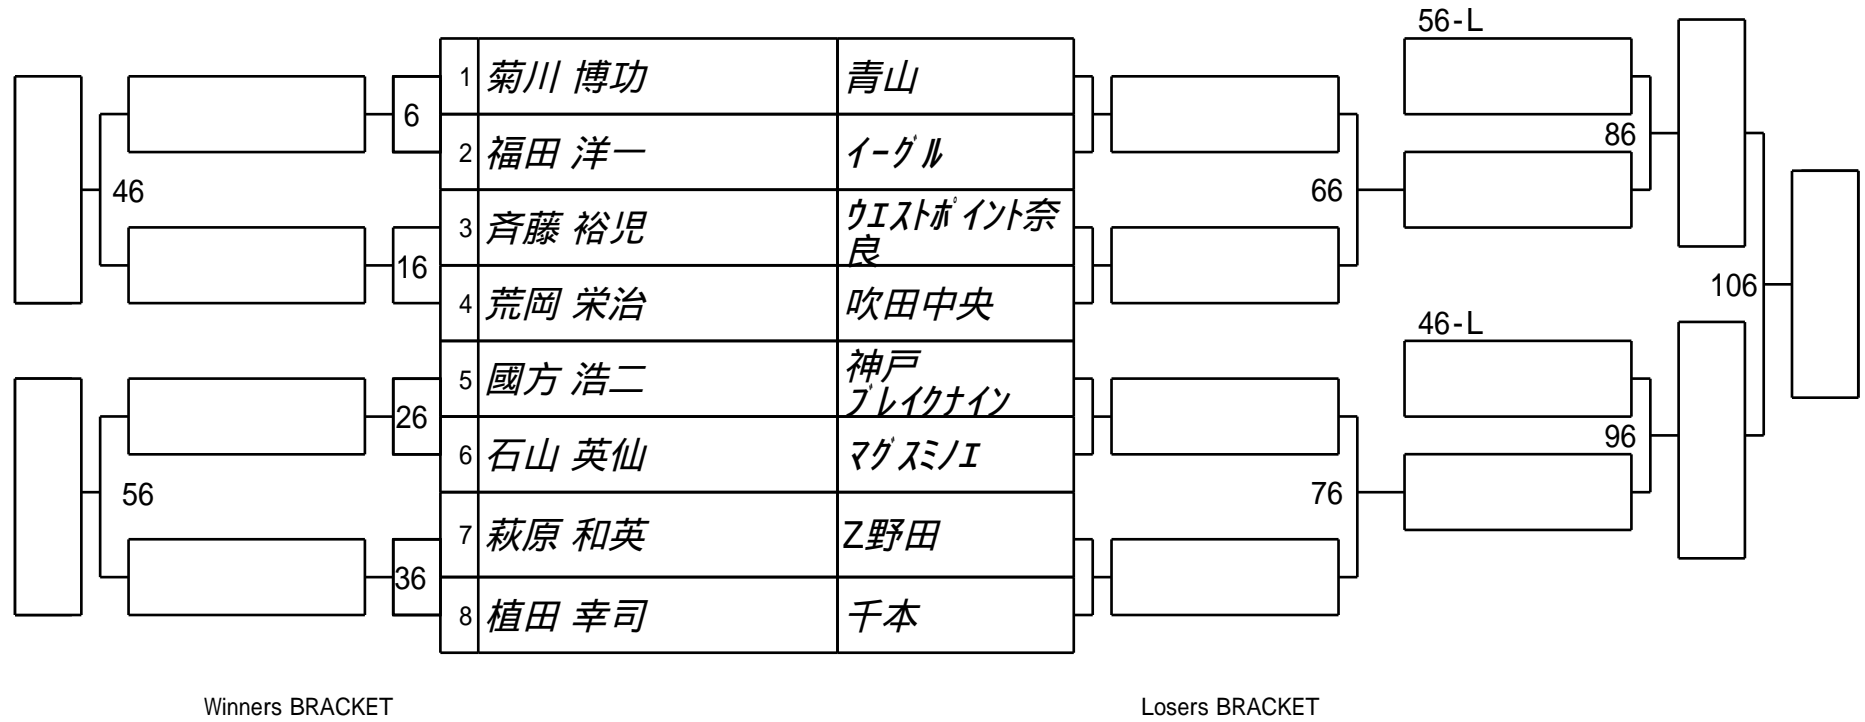 56-L
1 菊川 博功 青山
6
86
2 福田 洋一 ｲｰｸﾞﾙ
46
66
3 斉藤 裕児 ｳｴｽﾄﾎﾟｲﾝﾄ奈
良
16
4 荒岡 栄治 吹田中央
106
46-L
5 國方 浩二 神戸
ﾌﾞﾚｲｸﾅｲﾝ
26
96
6 石山 英仙 ﾏｸﾞｽﾐﾉｴ
56
76
7 萩原 和英 Z野田
36
8 植田 幸司 千本
Winners BRACKET
Losers BRACKET